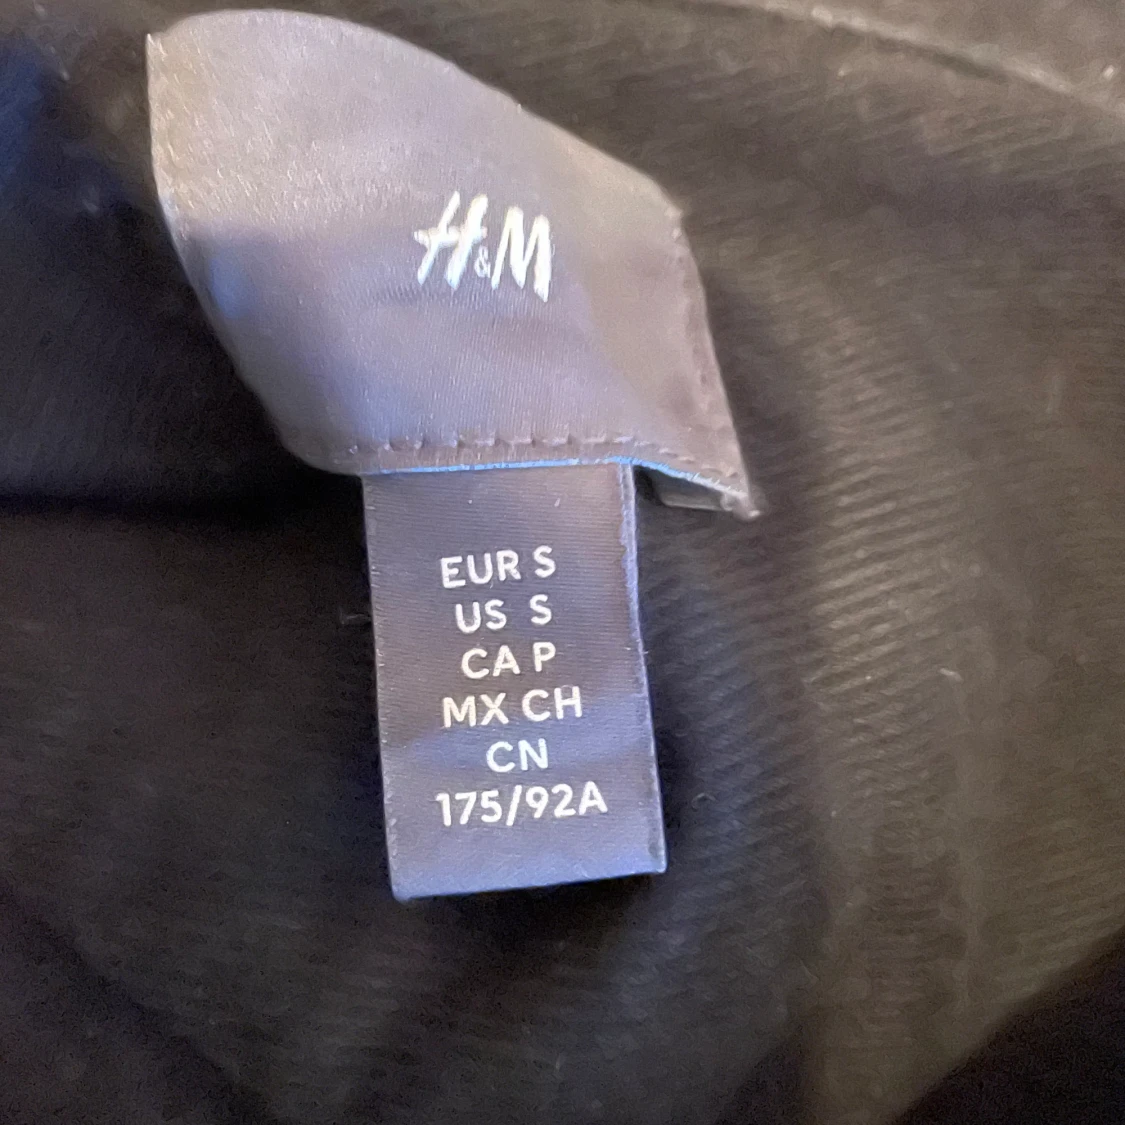 H&M
EUR S
US S
CA P
MX CH
CN
175/92A